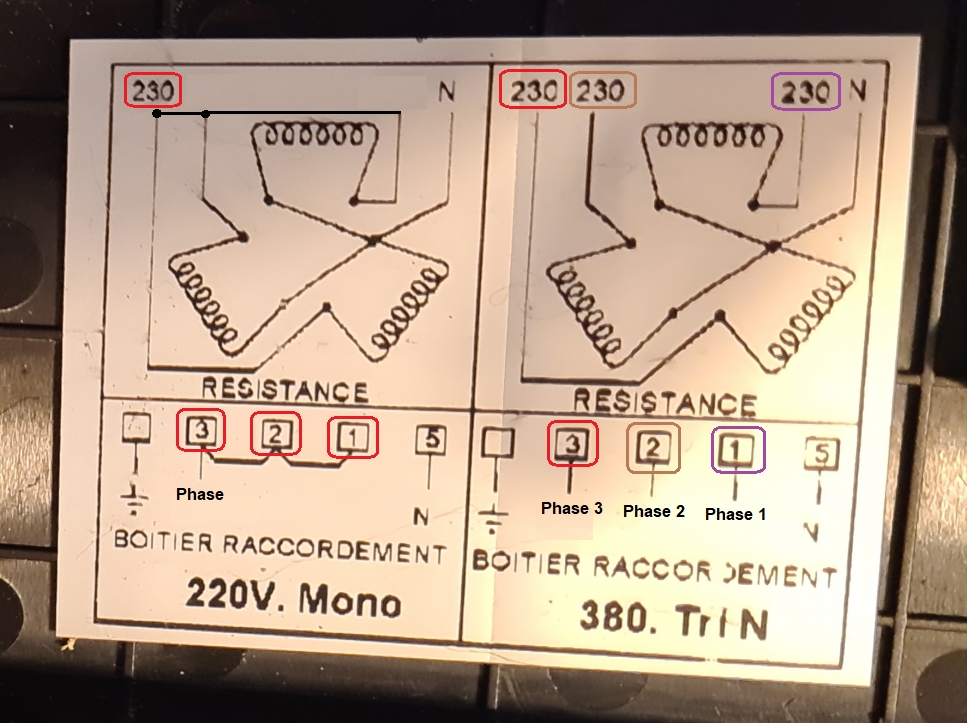 230 N
RESISTANCE
3 2 1 5
Phase
N
BOITIER RACCORDEMENT
220V. Mono
230 230 230 N
RESISTANCE
3 2 1 5
Phase 3 Phase 2 Phase 1
N
BOITIER RACCORDEMENT
380. Tri N